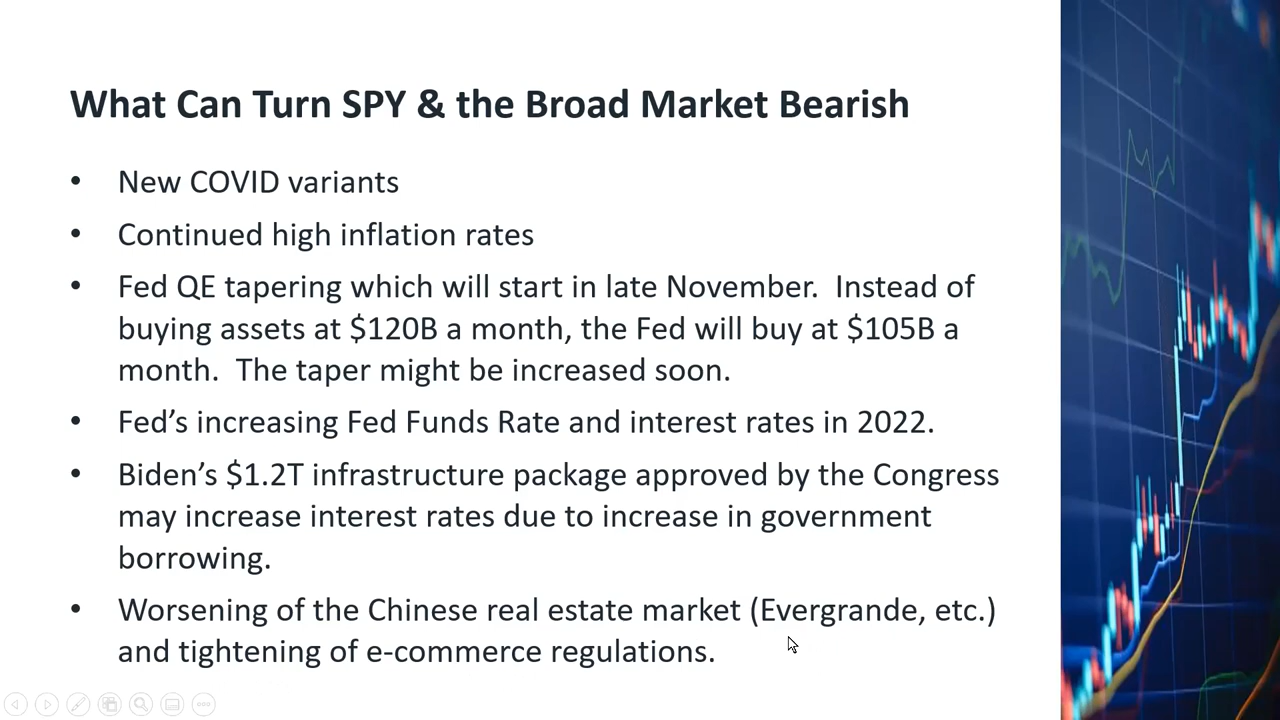 What Can Turn SPY & the Broad Market Bearish
• New COVID variants
• Continued high inflation rates
• Fed QE tapering which will start in late November.  Instead of
buying assets at $120B a month, the Fed will buy at $105B a
month.  The taper might be increased soon.
• Fed’s increasing Fed Funds Rate and interest rates in 2022.
• Biden’s $1.2T infrastructure package approved by the Congress
may increase interest rates due to increase in government
borrowing.
• Worsening of the Chinese real estate market (Evergrande, etc.)
and tightening of e-commerce regulations.